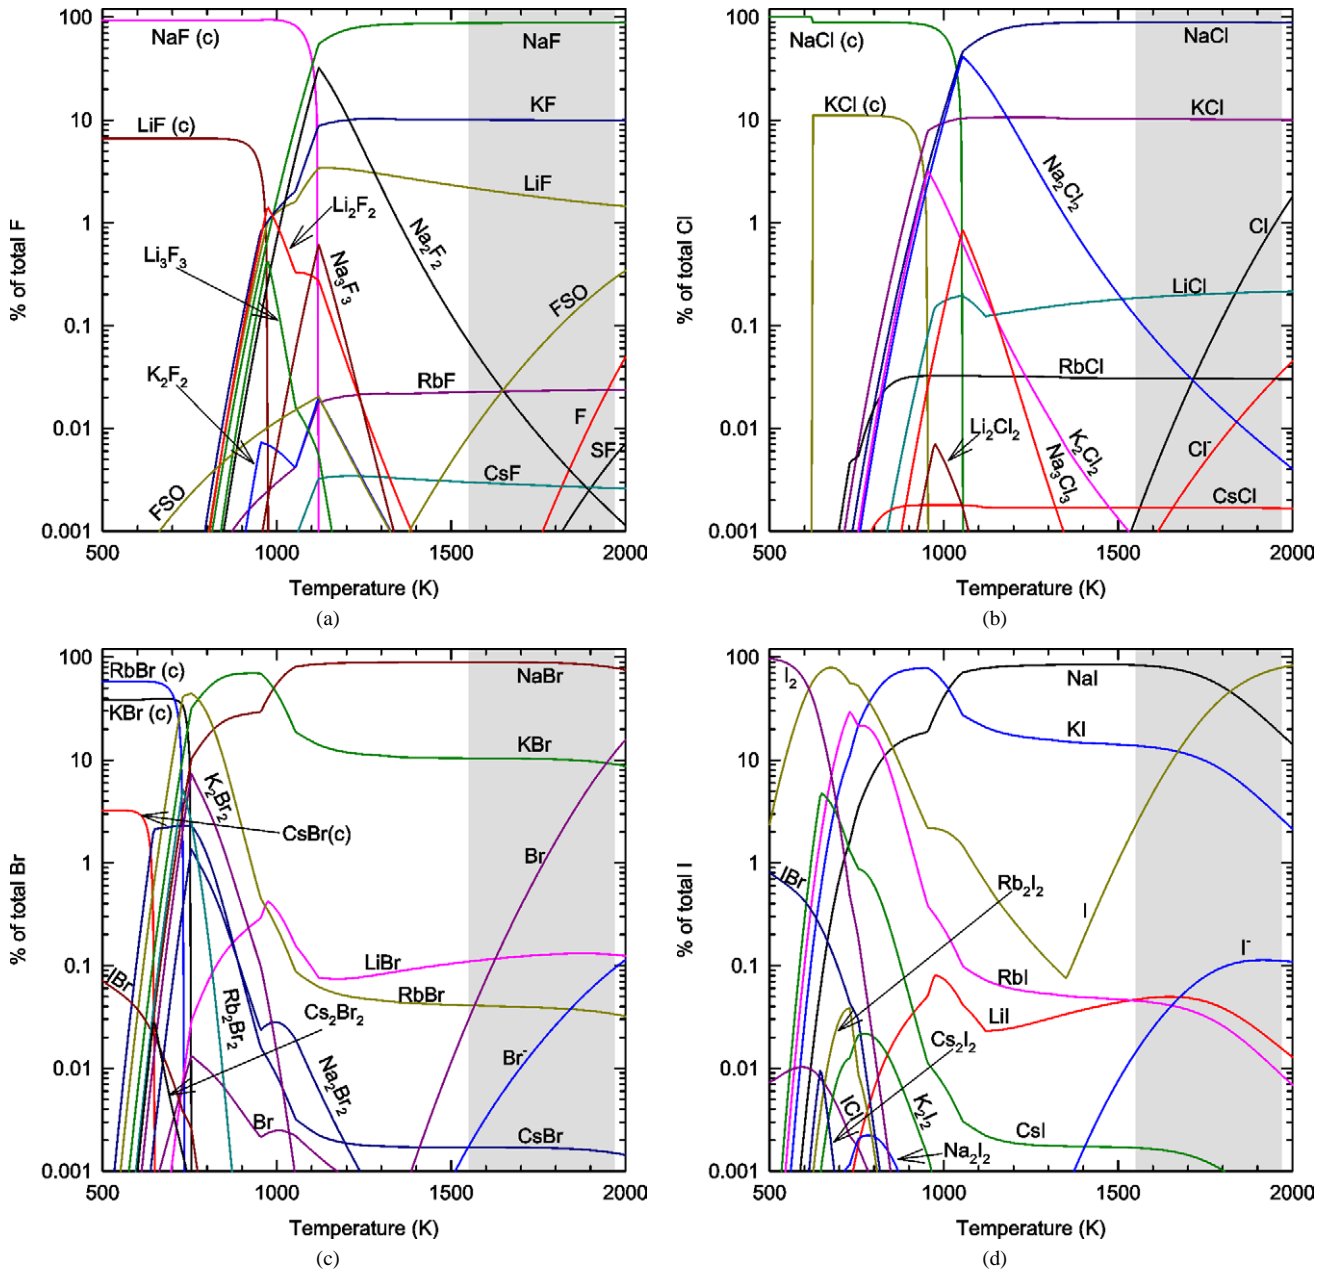 % of total F
100
10
1
0.1
0.01
0.001
NaF (c)
NaF
LiF (c)
KF
LiF
Li2F2
Li3F3
Na3F3
Na2F2
K2F2
FSO
FSO
RbF
F
SF
CsF
500
1000
1500
2000
Temperature (K)
(a)
% of total Cl
100
10
1
0.1
0.01
0.001
NaCl (c)
NaCl
KCl (c)
KCl
Na2Cl2
Cl
LiCl
RbCl
Li2Cl2
K2Cl2
Na3Cl3
Cl-
CsCl
500
1000
1500
2000
Temperature (K)
(b)
% of total Br
100
10
1
0.1
0.01
0.001
RbBr (c)
KBr (c)
NaBr
KBr
K2Br2
CsBr(c)
Br
IBr
LiBr
RbBr
Rb2Br2
Cs2Br2
Na2Br2
Br
Br-
CsBr
500
1000
1500
2000
Temperature (K)
(c)
% of total I
100
10
1
0.1
0.01
0.001
I2
NaI
KI
IBr
Rb2I2
I
I-
RbI
LiI
Cs2I2
ICl
K2I2
CsI
Na2I2
500
1000
1500
2000
Temperature (K)
(d)